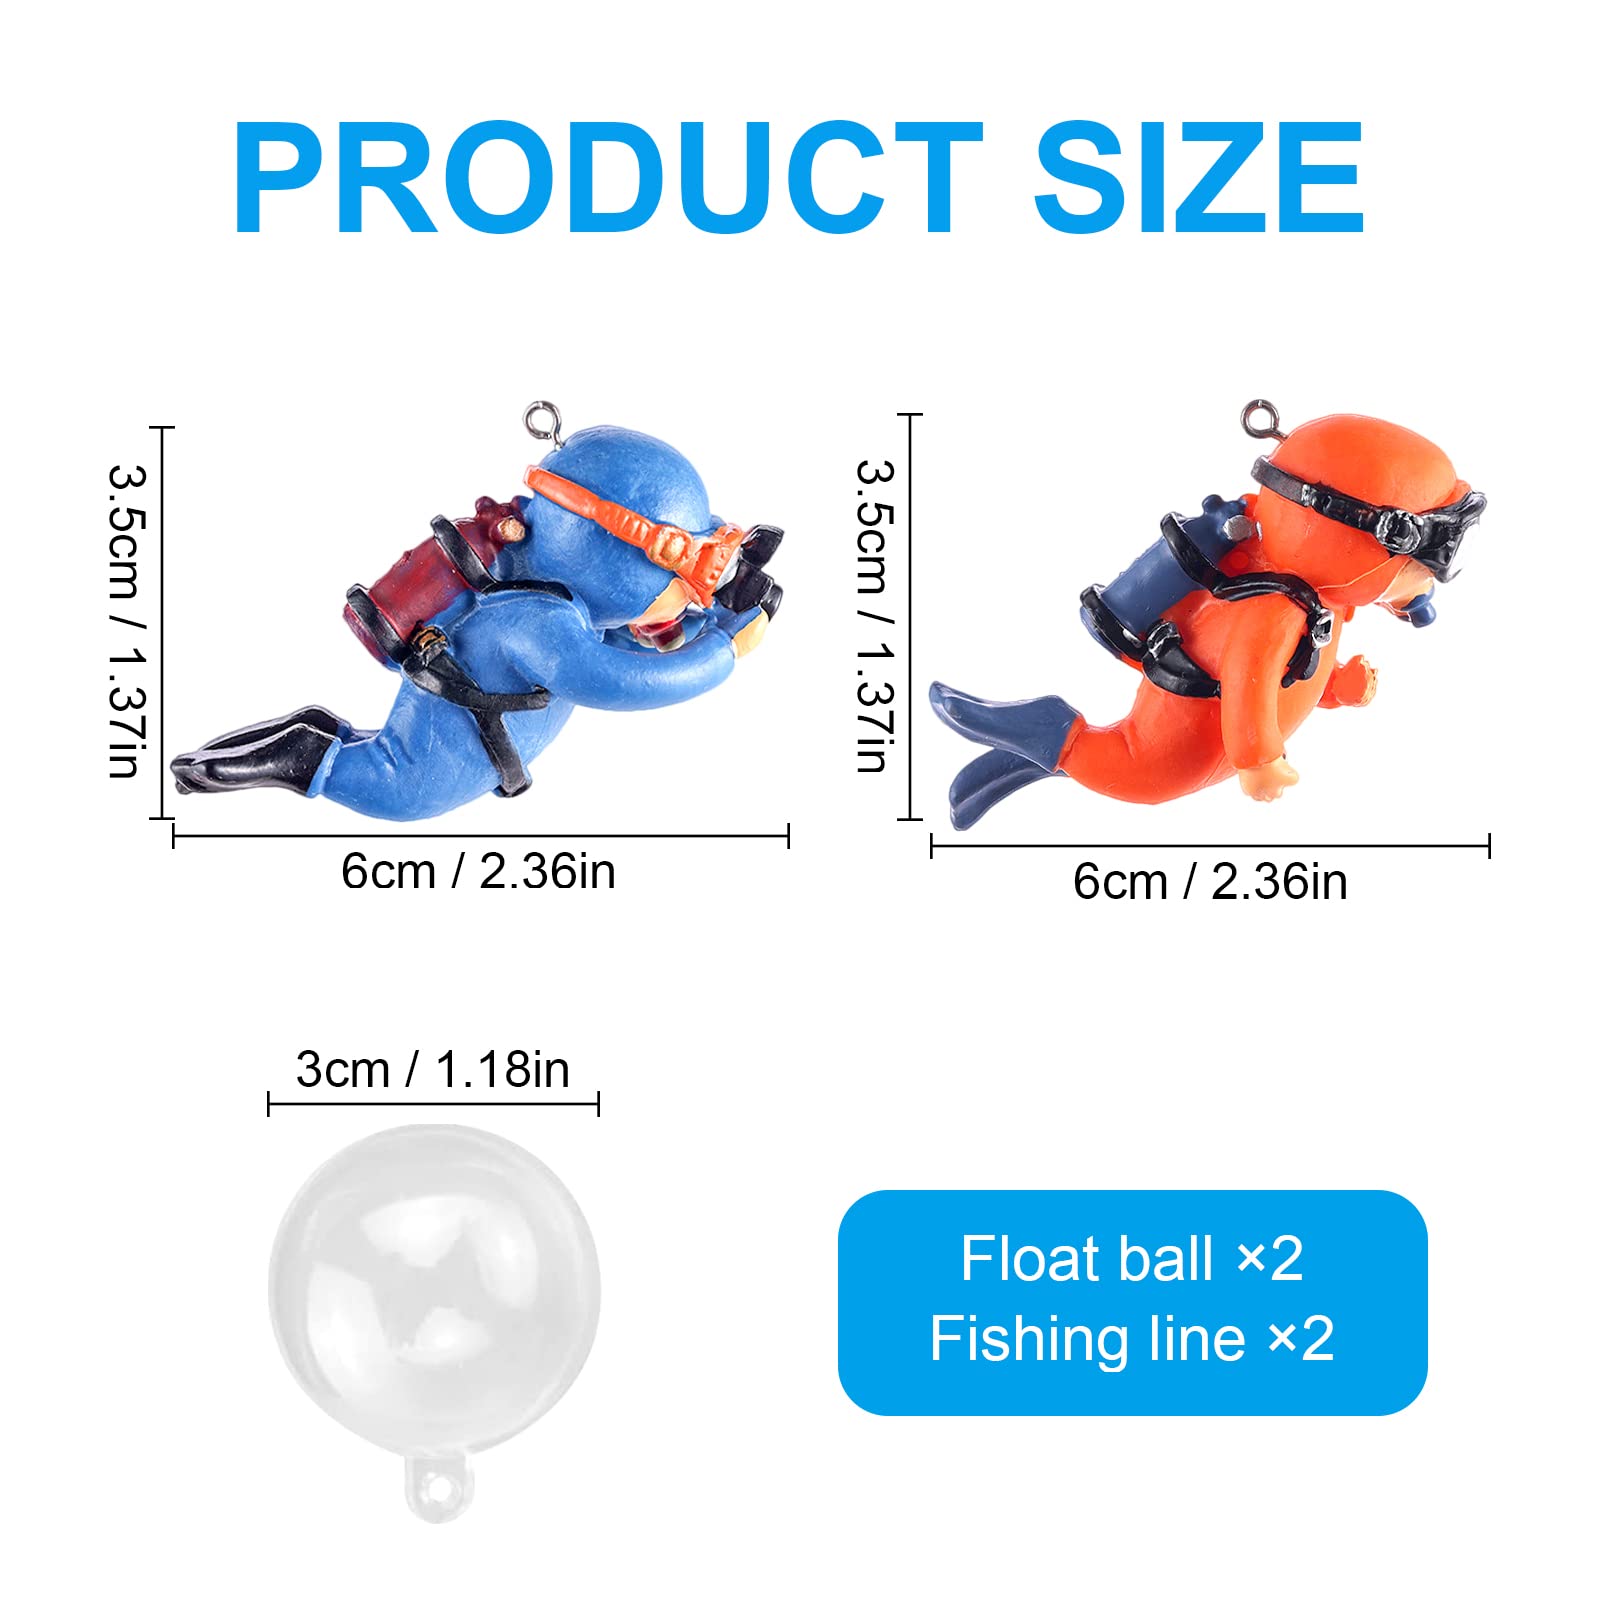 PRODUCT SIZE
3.5cm / 1.37in
6cm / 2.36in
3.5cm / 1.37in
6cm / 2.36in
3cm / 1.18in
Float ball ×2
Fishing line ×2